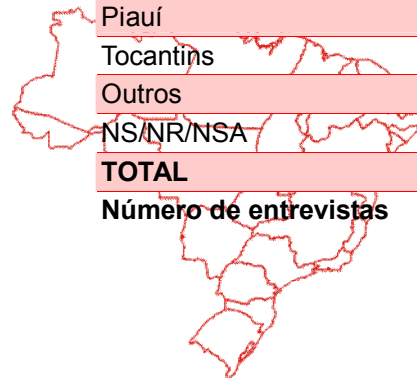 Piauí
Tocantins
Outros
NS/NR/NSA
TOTAL
Número de entrevistas